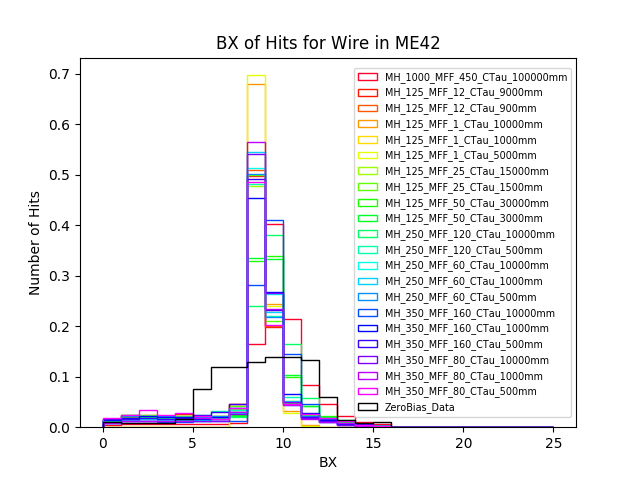 BX of Hits for Wire in ME42
0.7
0.6
0.5
0.4
0.3
0.2
0.1
0.0
Number of Hits
0
5
10
15
20
25
BX
MH_1000_MFF_450_CTau_100000mm
MH_125_MFF_12_CTau_9000mm
MH_125_MFF_12_CTau_900mm
MH_125_MFF_1_CTau_10000mm
MH_125_MFF_1_CTau_1000mm
MH_125_MFF_1_CTau_5000mm
MH_125_MFF_25_CTau_15000mm
MH_125_MFF_25_CTau_1500mm
MH_125_MFF_50_CTau_30000mm
MH_125_MFF_50_CTau_3000mm
MH_250_MFF_120_CTau_10000mm
MH_250_MFF_120_CTau_500mm
MH_250_MFF_60_CTau_10000mm
MH_250_MFF_60_CTau_1000mm
MH_250_MFF_60_CTau_500mm
MH_350_MFF_160_CTau_10000mm
MH_350_MFF_160_CTau_1000mm
MH_350_MFF_160_CTau_500mm
MH_350_MFF_80_CTau_10000mm
MH_350_MFF_80_CTau_1000mm
MH_350_MFF_80_CTau_500mm
ZeroBias_Data